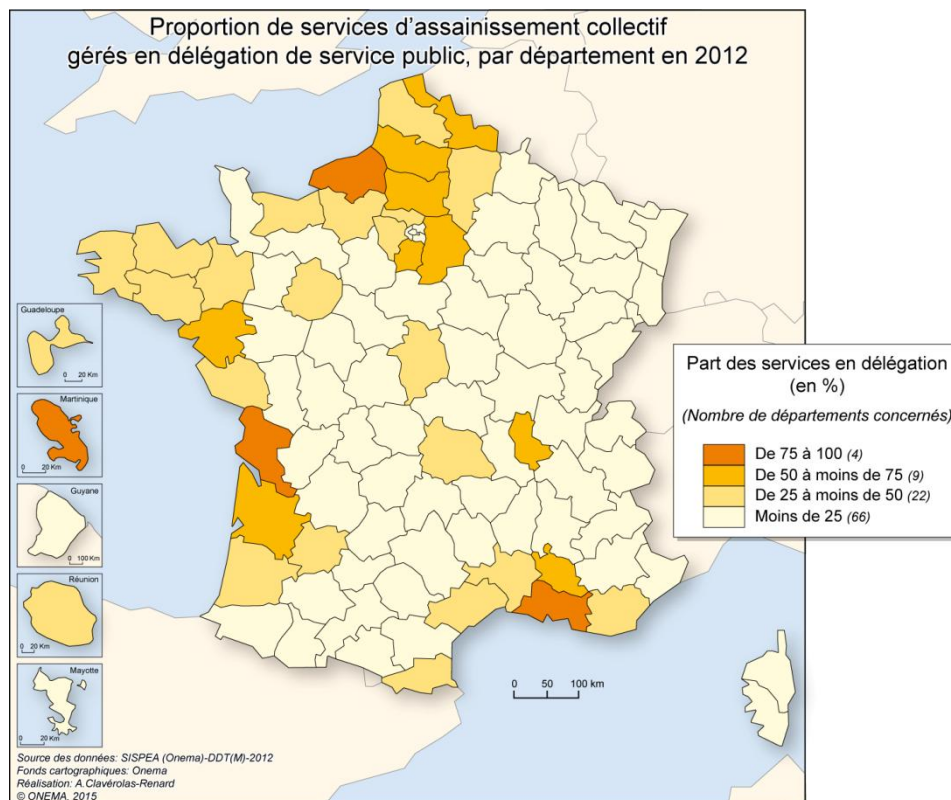 Proportion de services d'assainissement collectif
gérés en délégation de service public, par département en 2012
Guadeloupe
0 20 Km
Martinique
0 20 Km
Guyane
0 100 Km
Réunion
0 20 Km
Mayotte
0 20 Km
Part des services en délégation
(en %)
(Nombre de départements concernés)
De 75 à 100 (4)
De 50 à moins de 75 (9)
De 25 à moins de 50 (22)
Moins de 25 (66)
0 50 100 km
Source des données: SISPEA (Onema)-DDT(M)-2012
Fonds cartographiques: Onema
Réalisation: A.Clavérolas-Renard
© ONEMA, 2015